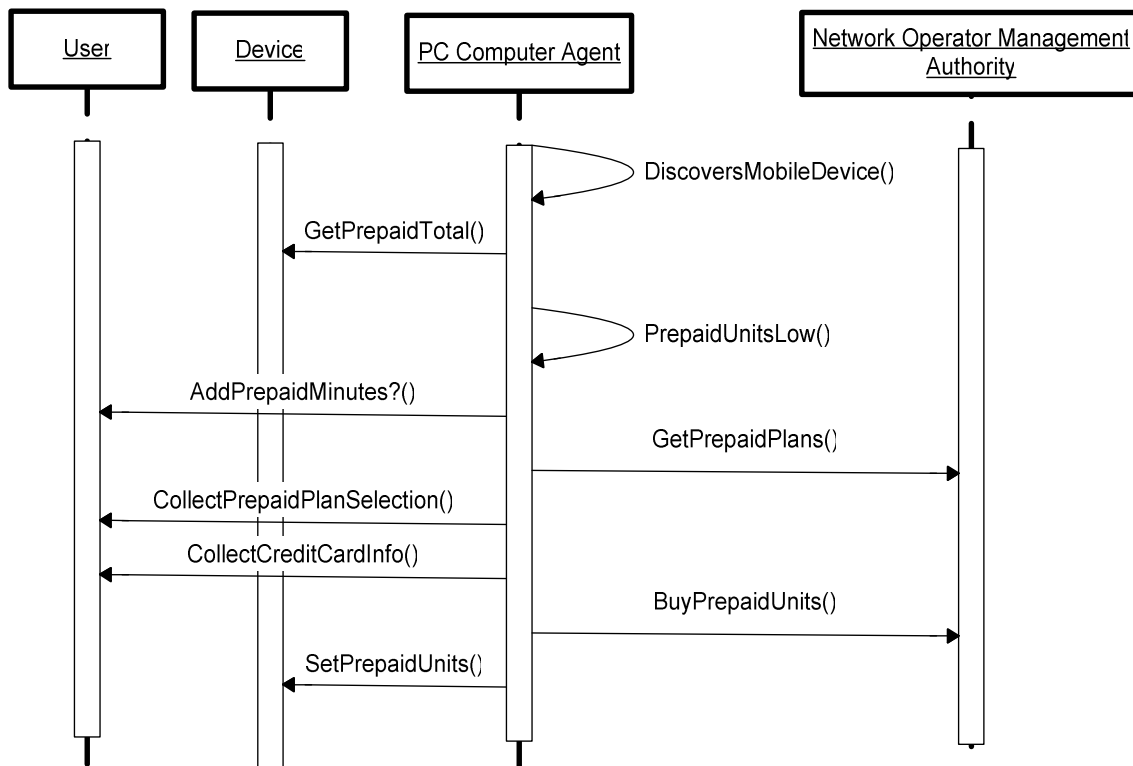 User
Device
PC Computer Agent
Network Operator Management
Authority
DiscoversMobileDevice()
GetPrepaidTotal()
PrepaidUnitsLow()
AddPrepaidMinutes?()
GetPrepaidPlans()
CollectPrepaidPlanSelection()
CollectCreditCardInfo()
BuyPrepaidUnits()
SetPrepaidUnits()